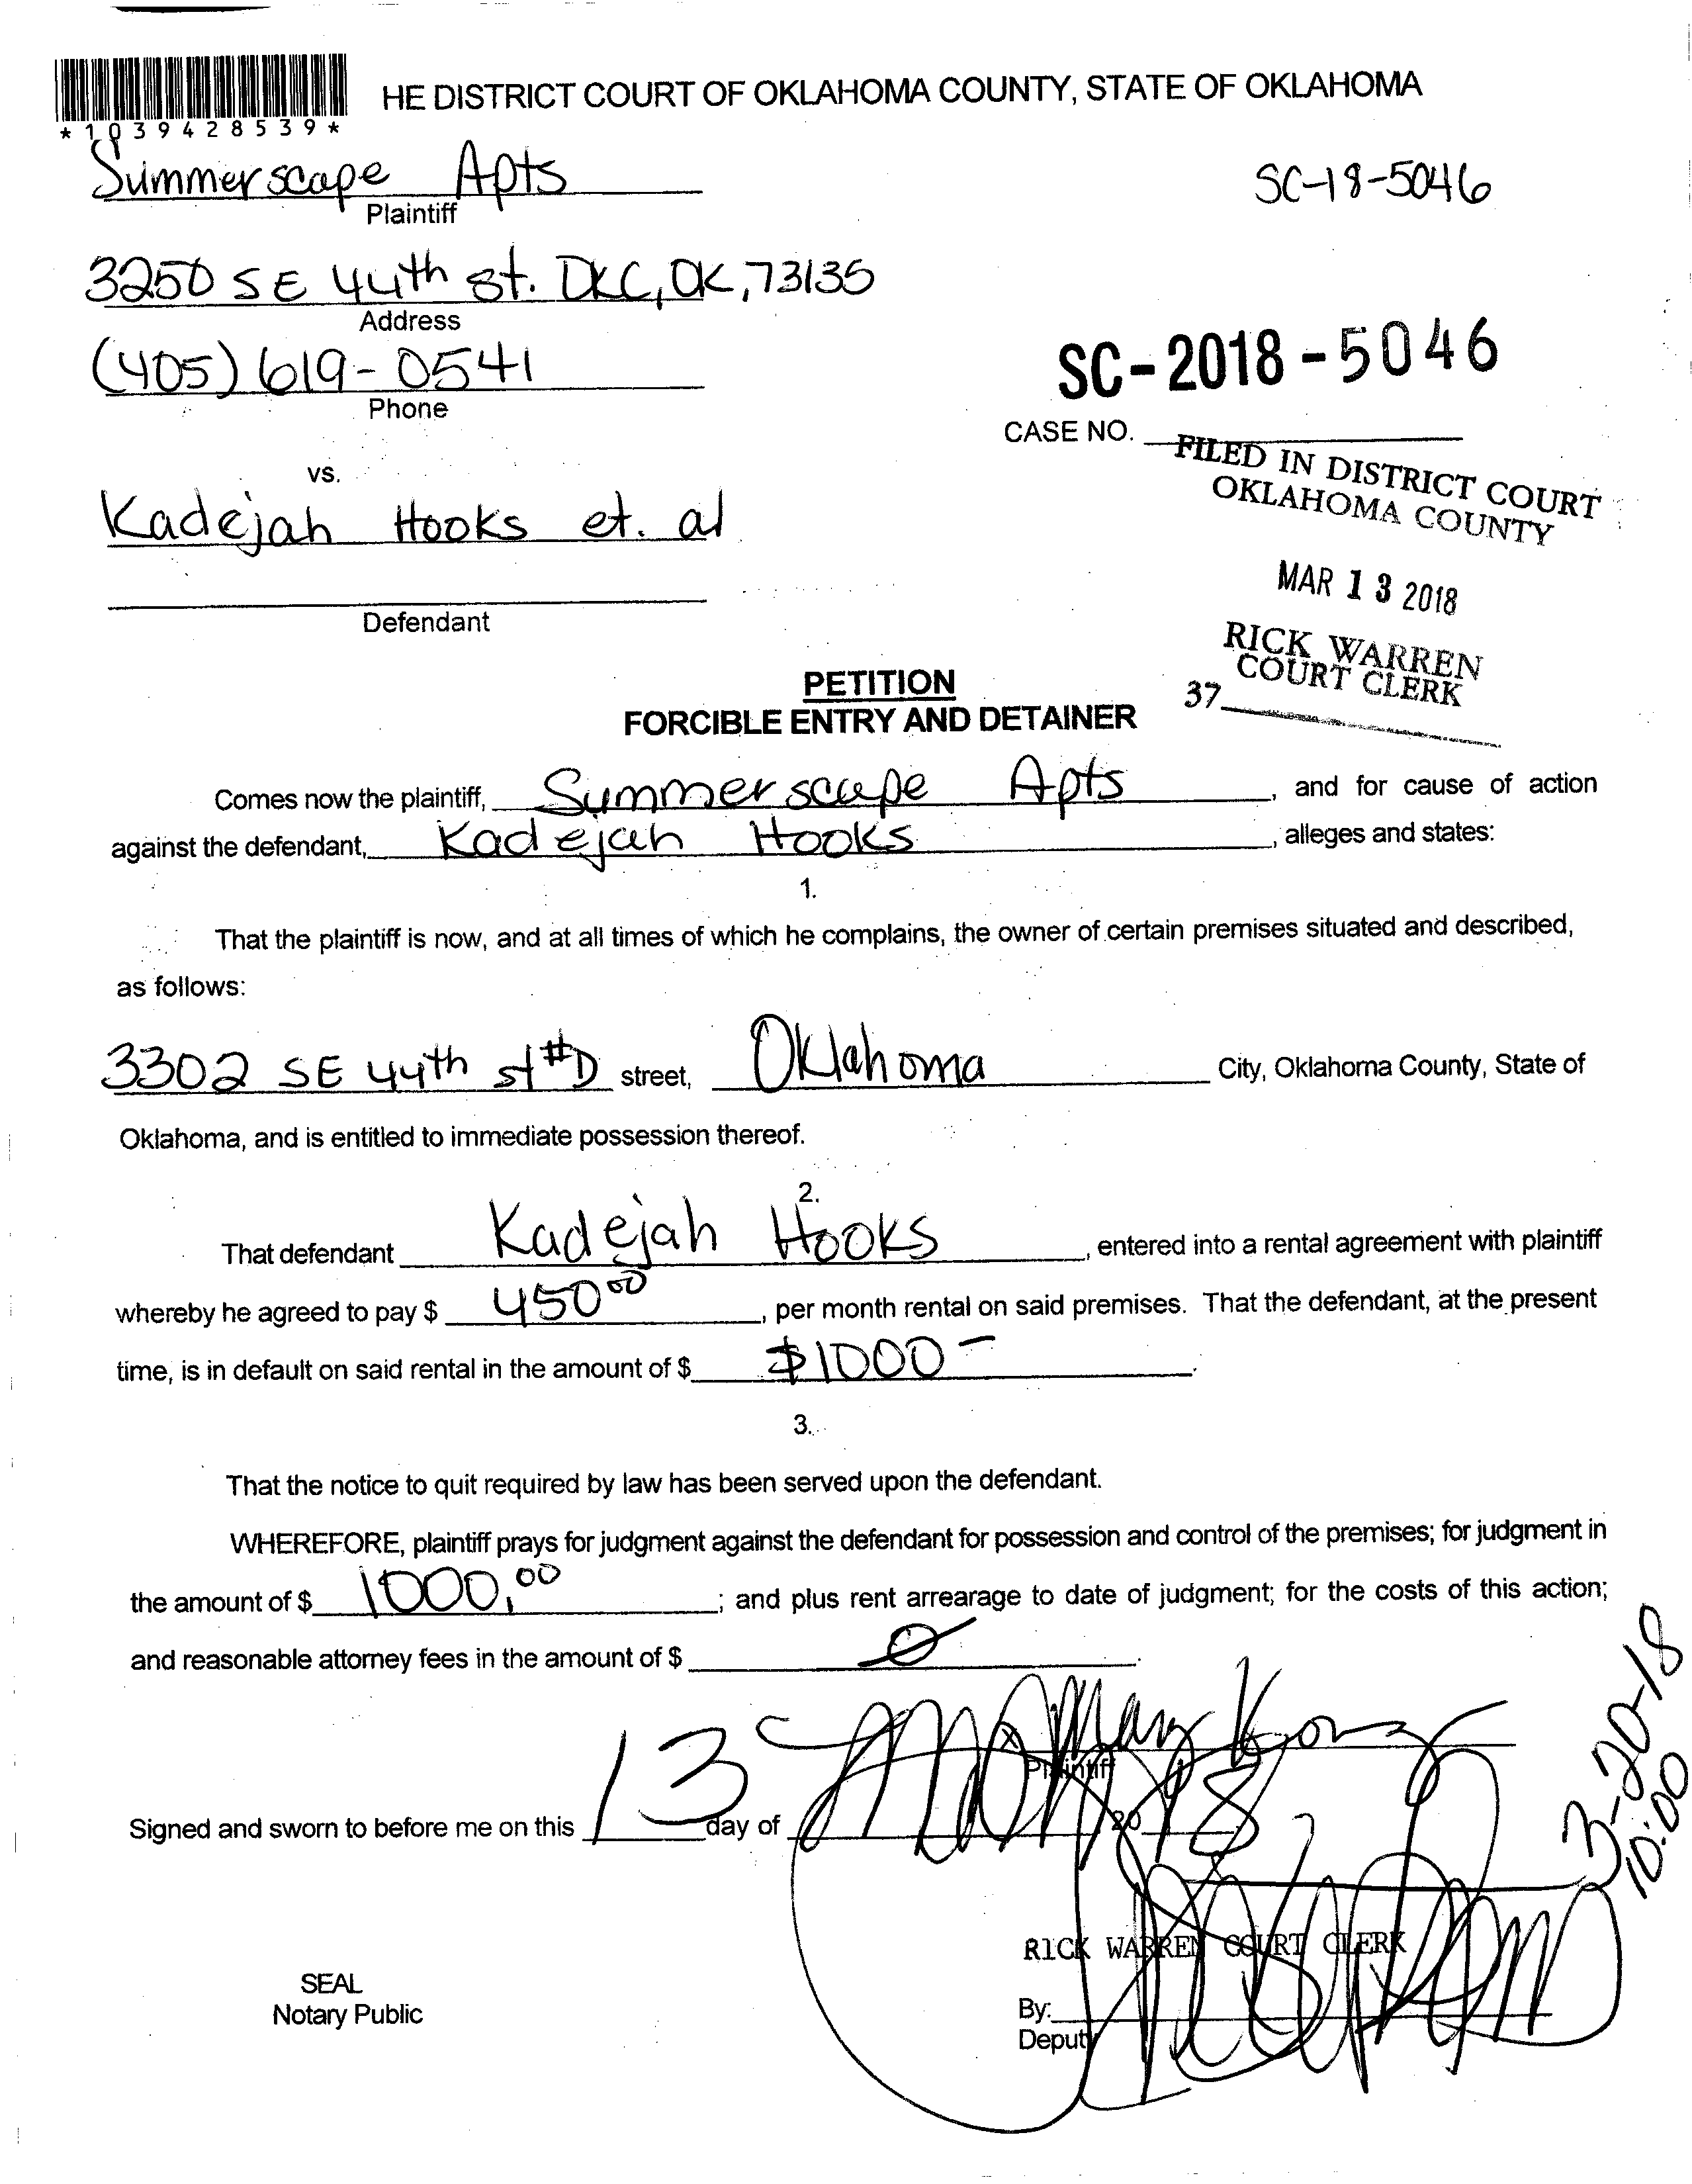 HE DISTRICT COURT OF OKLAHOMA COUNTY, STATE OF OKLAHOMA
*1039428539*
Summerscape Apts
Plaintiff
SC-18-5046
3250 SE 44th st. OKC, OK, 73135
Address
(405) 619-0541
Phone
SC-2018-5046
CASE NO.
FILED IN DISTRICT COURT
OKLAHOMA COUNTY
vs.
Kadejah Hooks et. al
MAR 13 2018
Defendant
RICK WARREN
COURT CLERK
37
PETITION
FORCIBLE ENTRY AND DETAINER
Comes now the plaintiff, Summerscape Apts, and for cause of action
against the defendant, Kadejah Hooks, alleges and states:
1.
That the plaintiff is now, and at all times of which he complains, the owner of certain premises situated and described,
as follows:
3302 SE 44th st #D street, Oklahoma City, Oklahoma County, State of
Oklahoma, and is entitled to immediate possession thereof.
2.
That defendant Kadejah Hooks, entered into a rental agreement with plaintiff
whereby he agreed to pay $ 450 00, per month rental on said premises. That the defendant, at the present
time, is in default on said rental in the amount of $ $1000-.
3.
That the notice to quit required by law has been served upon the defendant.
WHEREFORE, plaintiff prays for judgment against the defendant for possession and control of the premises; for judgment in
the amount of $ 1000.00; and plus rent arrearage to date of judgment; for the costs of this action;
and reasonable attorney fees in the amount of $ 0.
X
Plaintiff
3-20-18
10:00
Signed and sworn to before me on this 13 day of 20 18
RICK WARREN COURT CLERK
SEAL
Notary Public
By:
Deputy